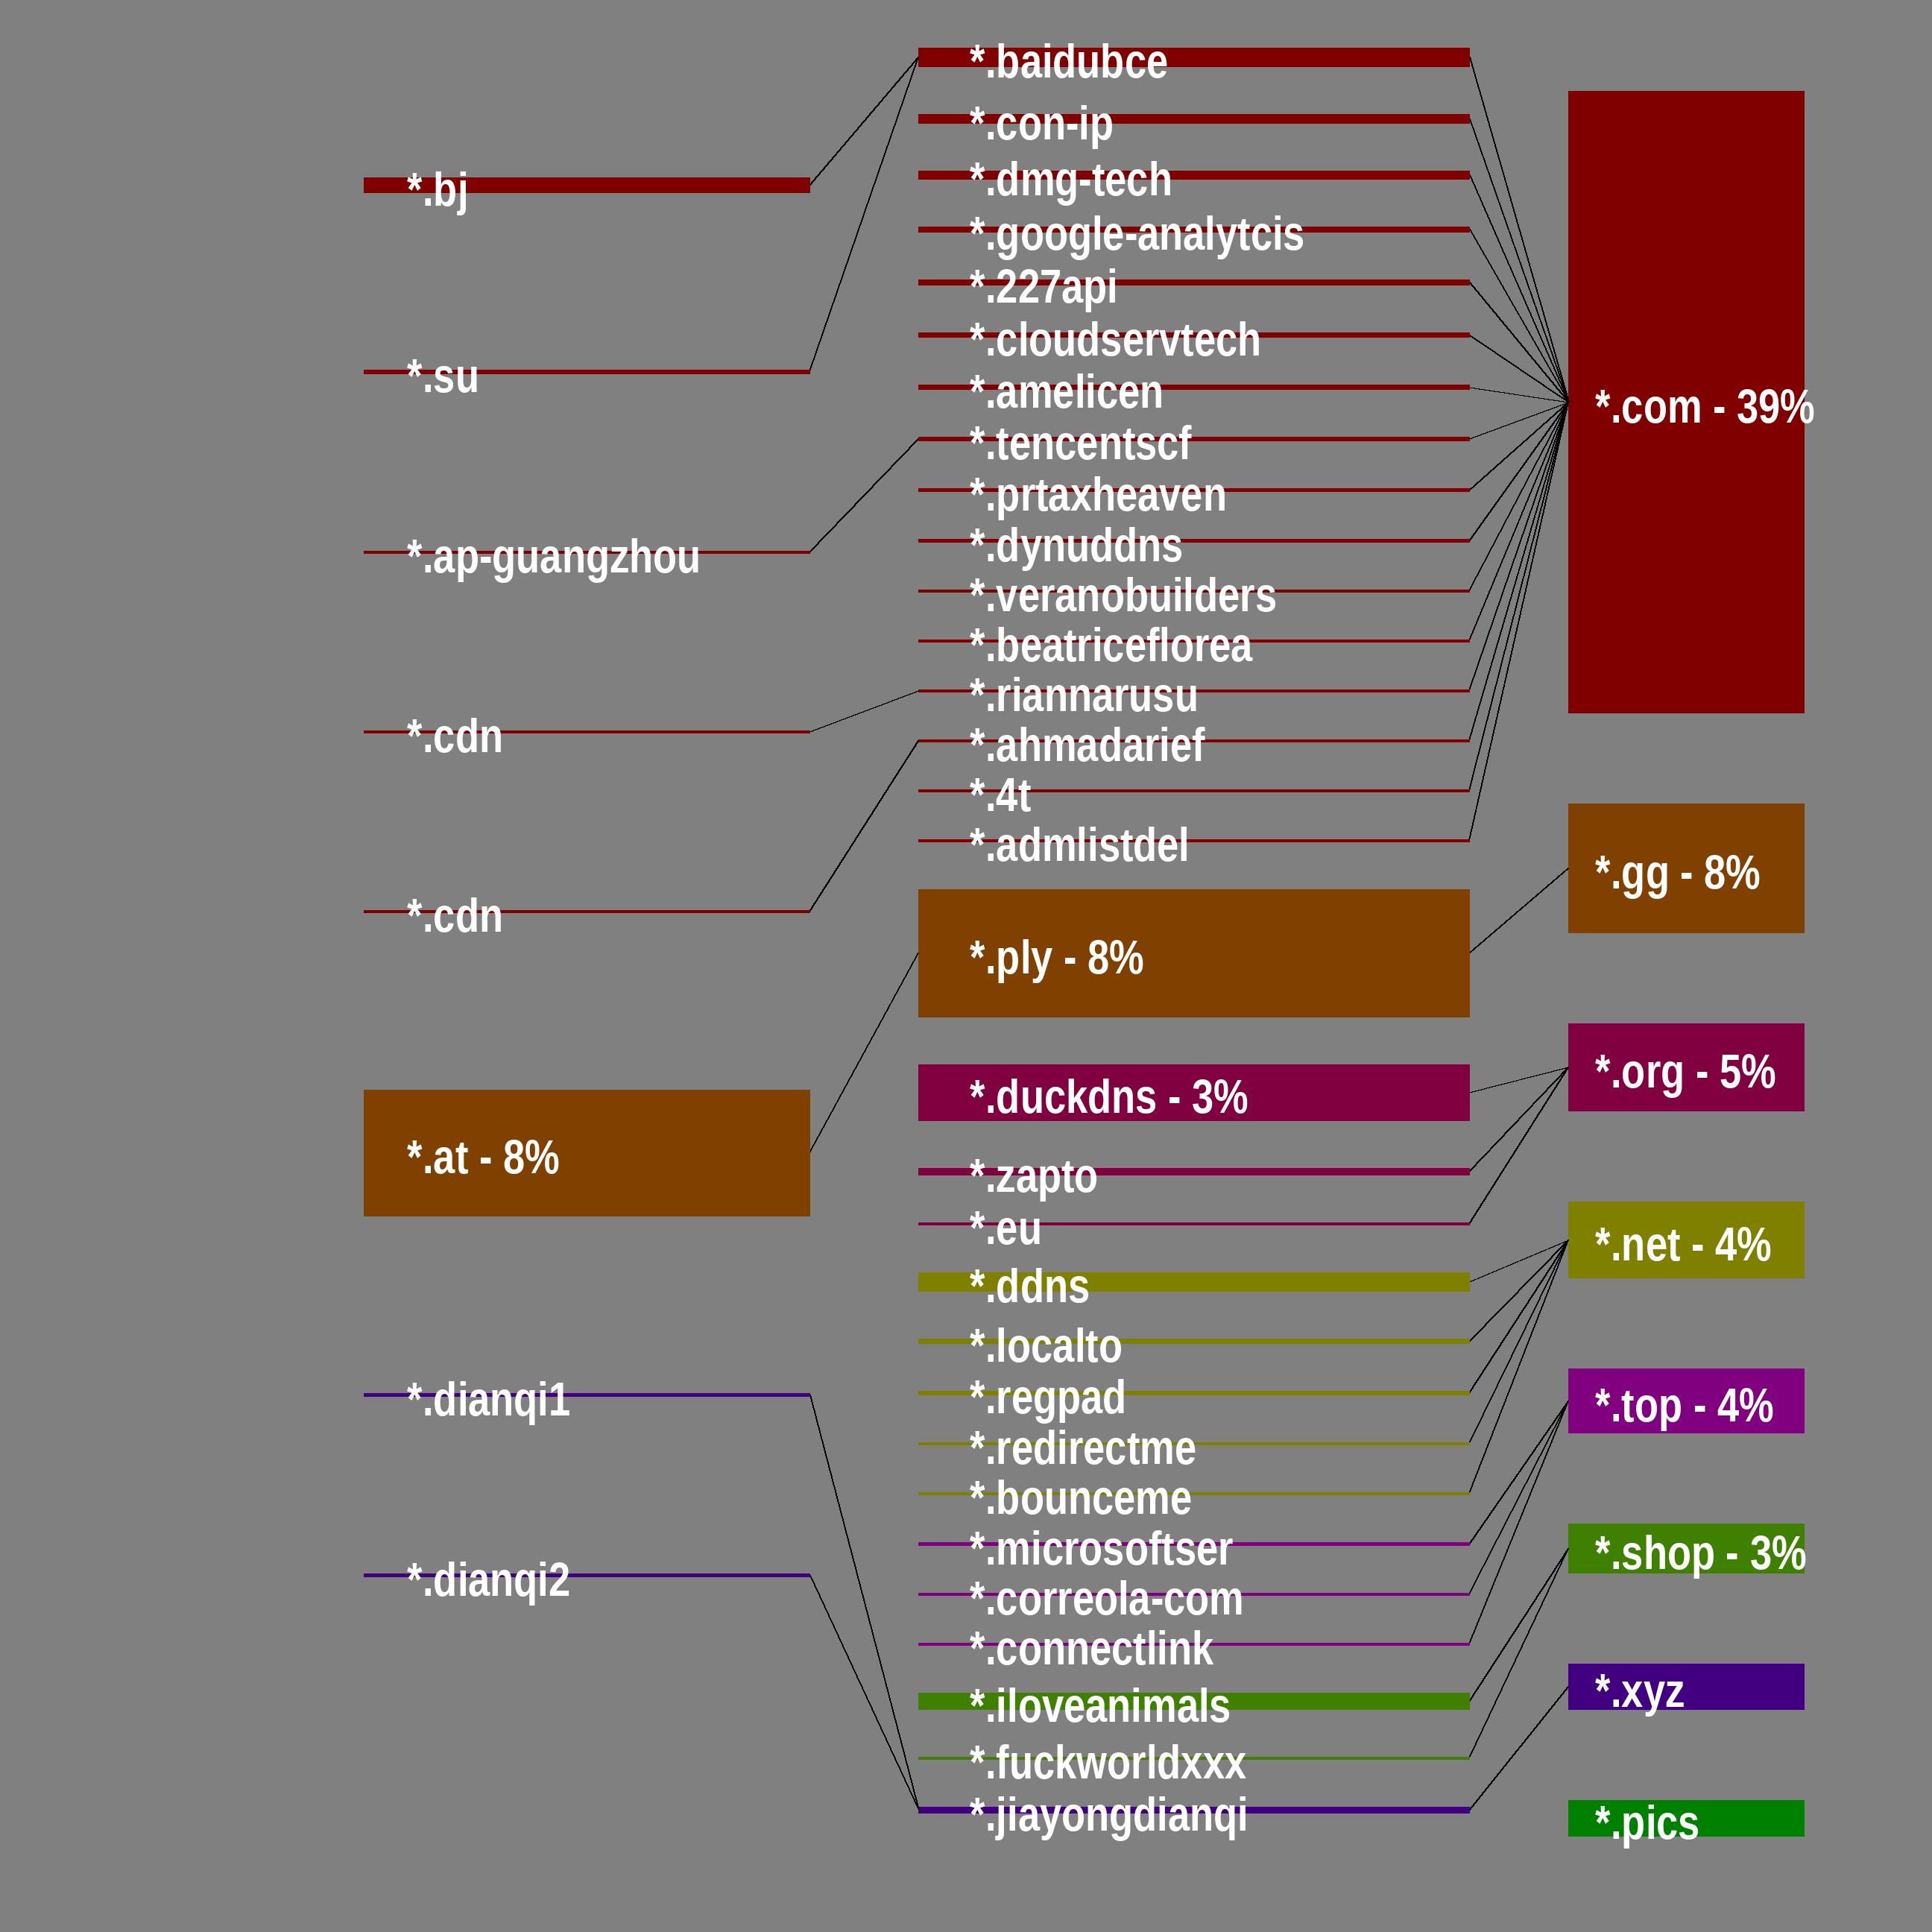 *.bj
*.su
*.ap-guangzhou
*.cdn
*.cdn
*.at - 8%
*.dianqi1
*.dianqi2
*.baidubce
*.con-ip
*.dmg-tech
*.google-analytcis
*.227api
*.cloudservtech
*.amelicen
*.tencentscf
*.prtaxheaven
*.dynuddns
*.veranobuilders
*.beatriceflorea
*.riannarusu
*.ahmadarief
*.4t
*.admlistdel
*.ply - 8%
*.duckdns - 3%
*.zapto
*.eu
*.ddns
*.localto
*.regpad
*.redirectme
*.bounceme
*.microsoftser
*.correola-com
*.connectlink
*.iloveanimals
*.fuckworldxxx
*.jiayongdianqi
*.com - 39%
*.gg - 8%
*.org - 5%
*.net - 4%
*.top - 4%
*.shop - 3%
*.xyz
*.pics